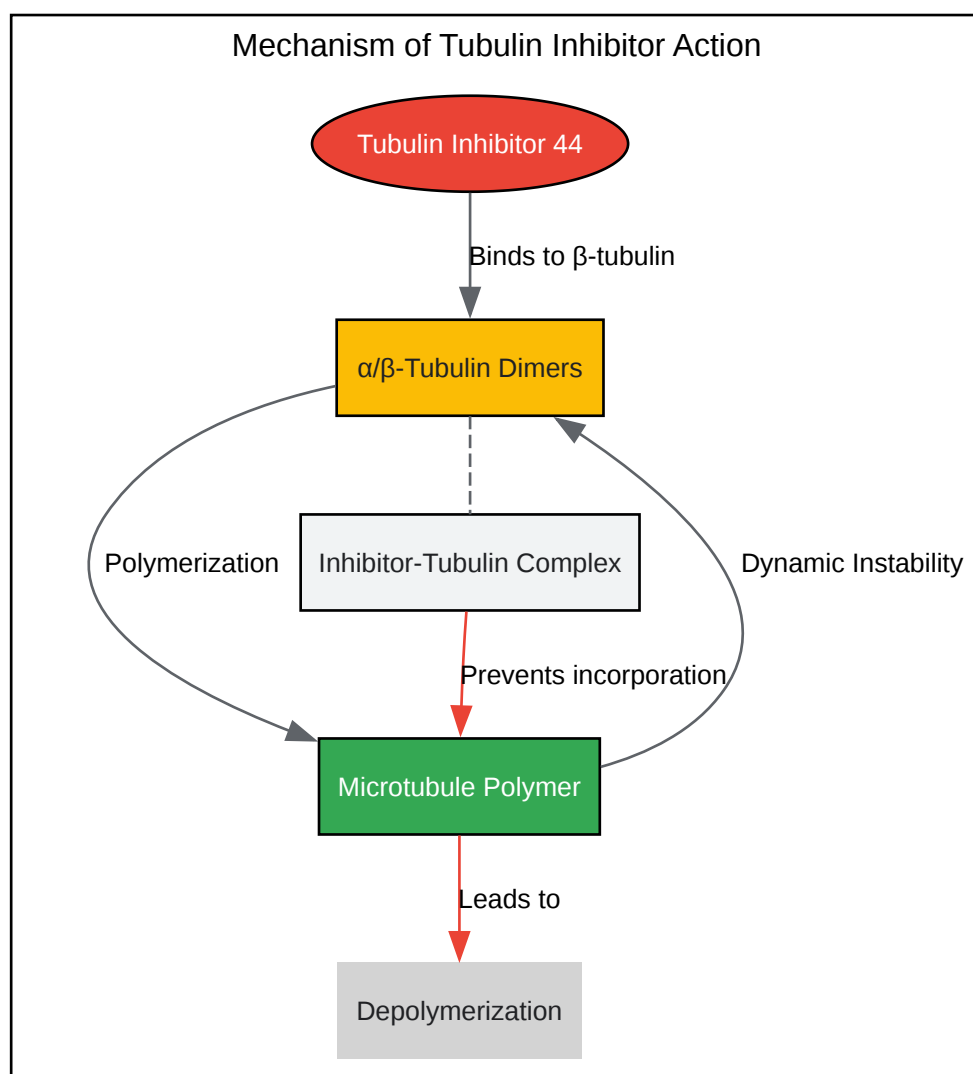 Mechanism of Tubulin Inhibitor Action
Tubulin Inhibitor 44
Binds to β-tubulin
α/β-Tubulin Dimers
Polymerization
Inhibitor-Tubulin Complex
Dynamic Instability
Prevents incorporation
Microtubule Polymer
Leads to
Depolymerization